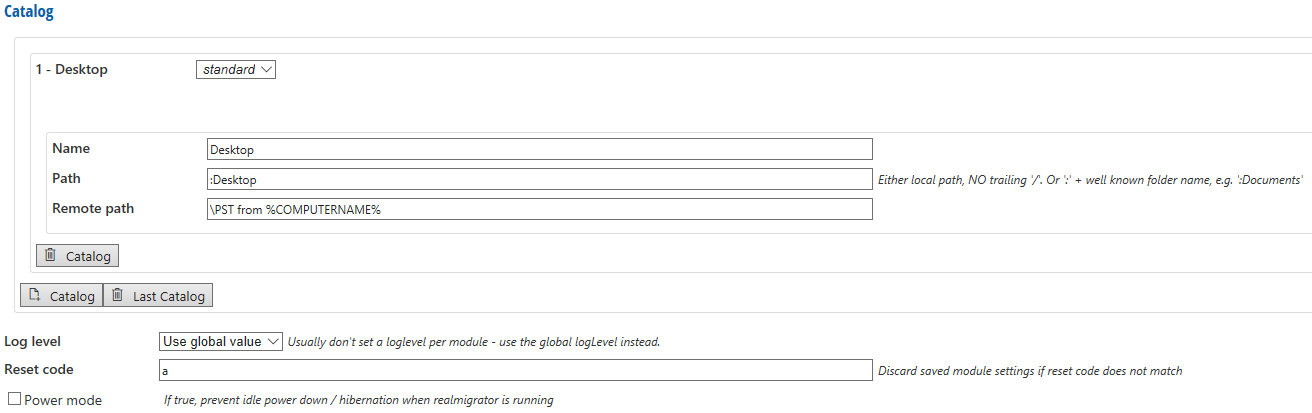 Catalog
1 - Desktop standard
Name Desktop
Path :Desktop Either local path, NO trailing '/'. Or ':' + well known folder name, e.g. ':Documents'
Remote path \PST from %COMPUTERNAME%
Catalog
Catalog Last Catalog
Log level Use global value Usually don't set a loglevel per module - use the global logLevel instead.
Reset code a Discard saved module settings if reset code does not match
Power mode If true, prevent idle power down / hibernation when realmigrator is running